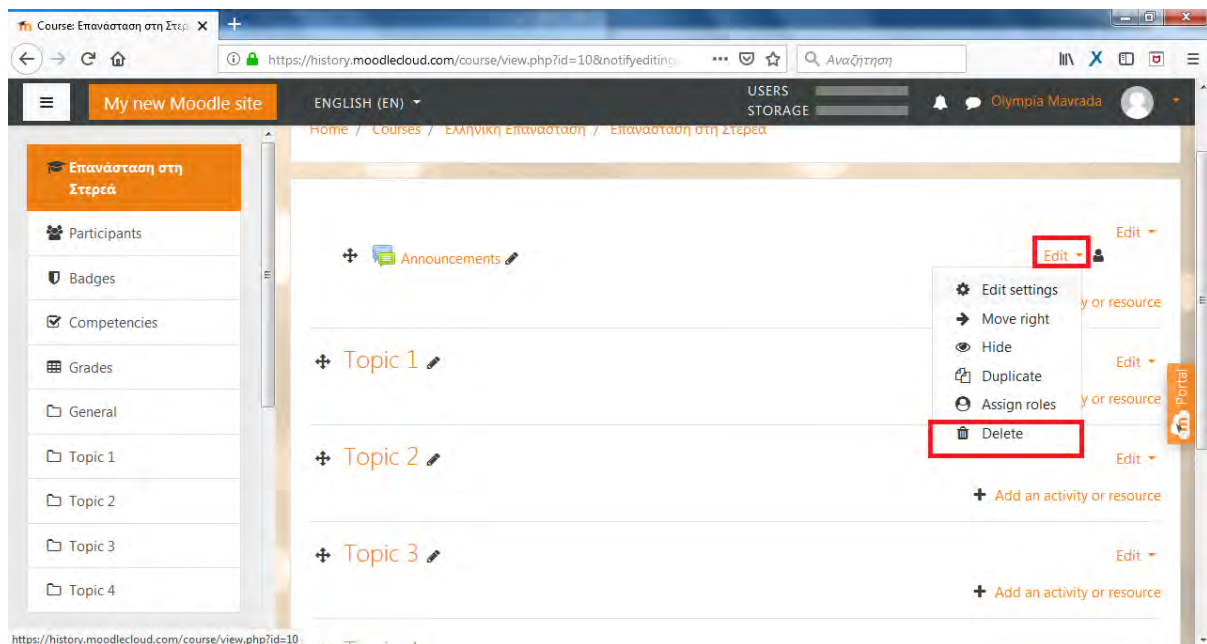 Course: Επανάσταση στη Στερ
https://history.moodlecloud.com/course/view.php?id=10&notifyediting
Αναζήτηση
My new Moodle site
ENGLISH (EN)
USERS
STORAGE
Olympia Mavrada
Home / Courses / Ελληνική Επανάσταση / Επανάσταση στη Στερεά
Επανάσταση στη
Στερεά
Participants
Badges
Competencies
Grades
General
Topic 1
Topic 2
Topic 3
Topic 4
Edit
Announcements
Edit
Edit settings
Move right
Hide
Duplicate
Assign roles
Delete
y or resource
Topic 1
Edit
y or resource
Topic 2
Edit
Add an activity or resource
Topic 3
Edit
Add an activity or resource
Portal
https://history.moodlecloud.com/course/view.php?id=10